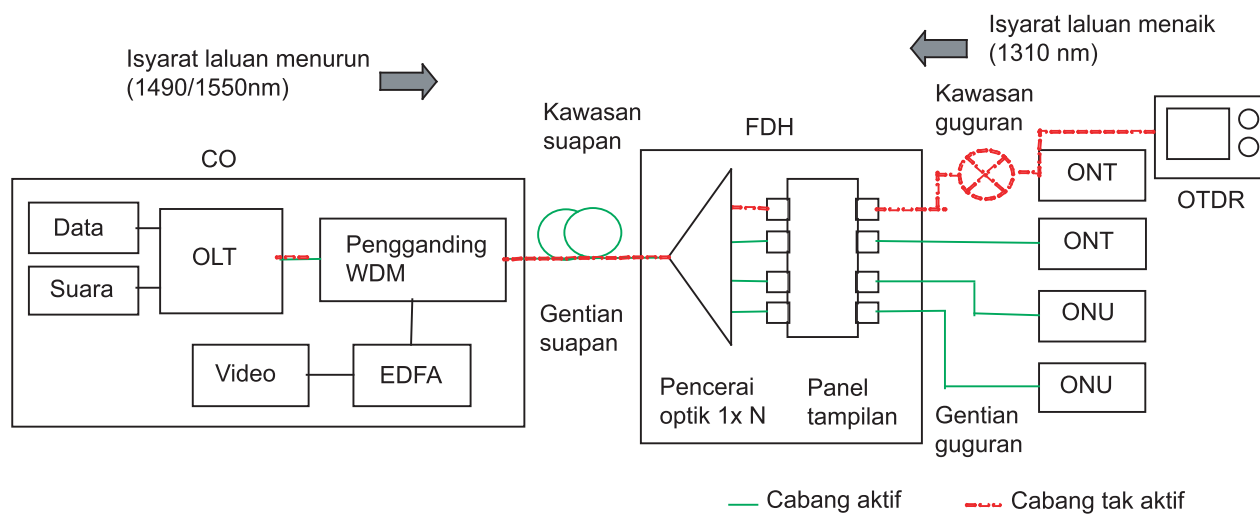 Isyarat laluan menurun
(1490/1550nm)
Isyarat laluan menaik
(1310 nm)
Kawasan
suapan
FDH
Kawasan
guguran
CO
Data
Suara
OLT
Pengganding
WDM
Video
EDFA
Gentian
suapan
Pencerai
optik 1x N
Panel
tampilan
Gentian
guguran
ONT
ONT
ONU
ONU
OTDR
Cabang aktif
Cabang tak aktif